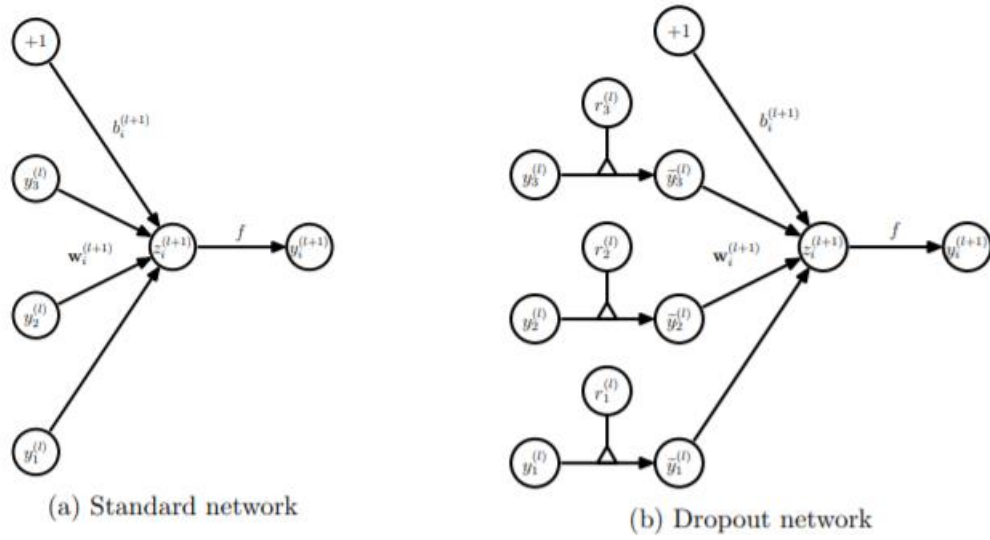 +1
b_i^{(l+1)}
y_3^{(l)}
w_i^{(l+1)}
z_i^{(l+1)}
f
y_i^{(l+1)}
y_2^{(l)}
y_1^{(l)}
(a) Standard network
+1
r_3^{(l)}
b_i^{(l+1)}
y_3^{(l)}
ỹ_3^{(l)}
r_2^{(l)}
w_i^{(l+1)}
z_i^{(l+1)}
f
y_i^{(l+1)}
y_2^{(l)}
ỹ_2^{(l)}
r_1^{(l)}
y_1^{(l)}
ỹ_1^{(l)}
(b) Dropout network